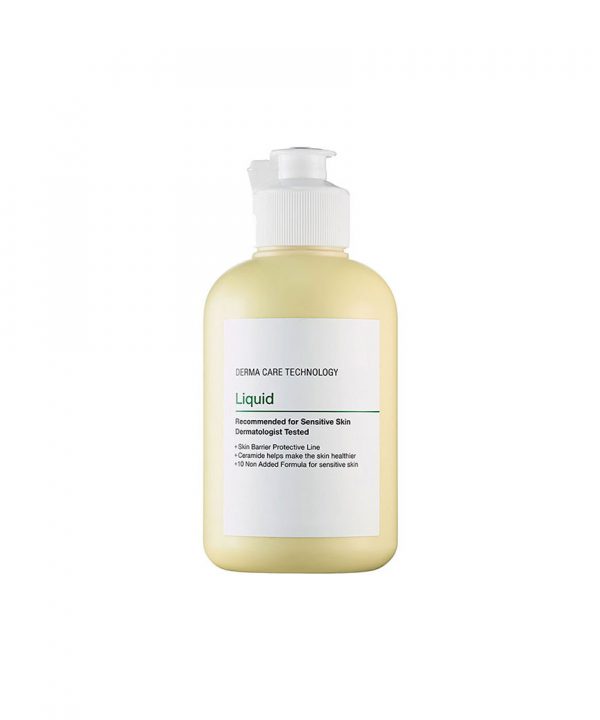 DERMA CARE TECHNOLOGY
Liquid
Recommended for Sensitive Skin
Dermatologist Tested
+Skin Barrier Protective Line
+Ceramide helps make the skin healthier
+10 Non Added Formula for sensitive skin